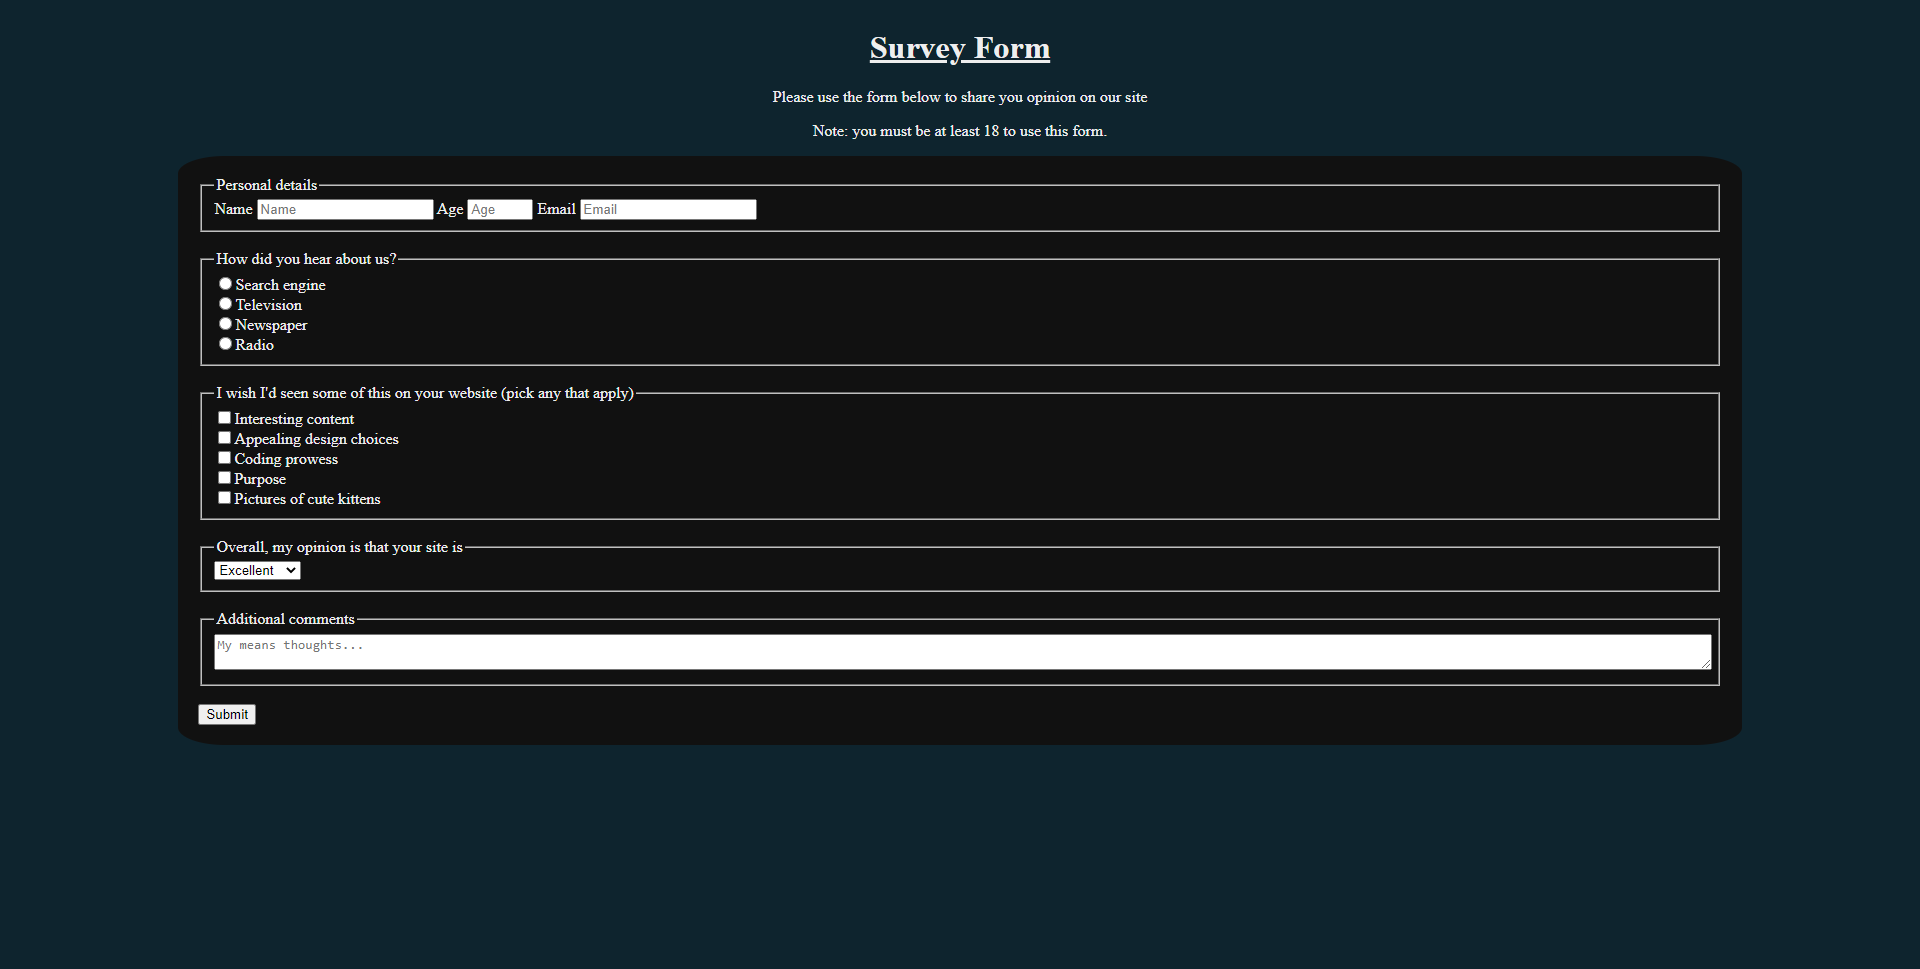 Survey Form
Please use the form below to share you opinion on our site
Note: you must be at least 18 to use this form.
Personal details
Name Name Age Age Email Email
How did you hear about us?
Search engine
Television
Newspaper
Radio
I wish I'd seen some of this on your website (pick any that apply)
Interesting content
Appealing design choices
Coding prowess
Purpose
Pictures of cute kittens
Overall, my opinion is that your site is
Excellent
Additional comments
My means thoughts...
Submit